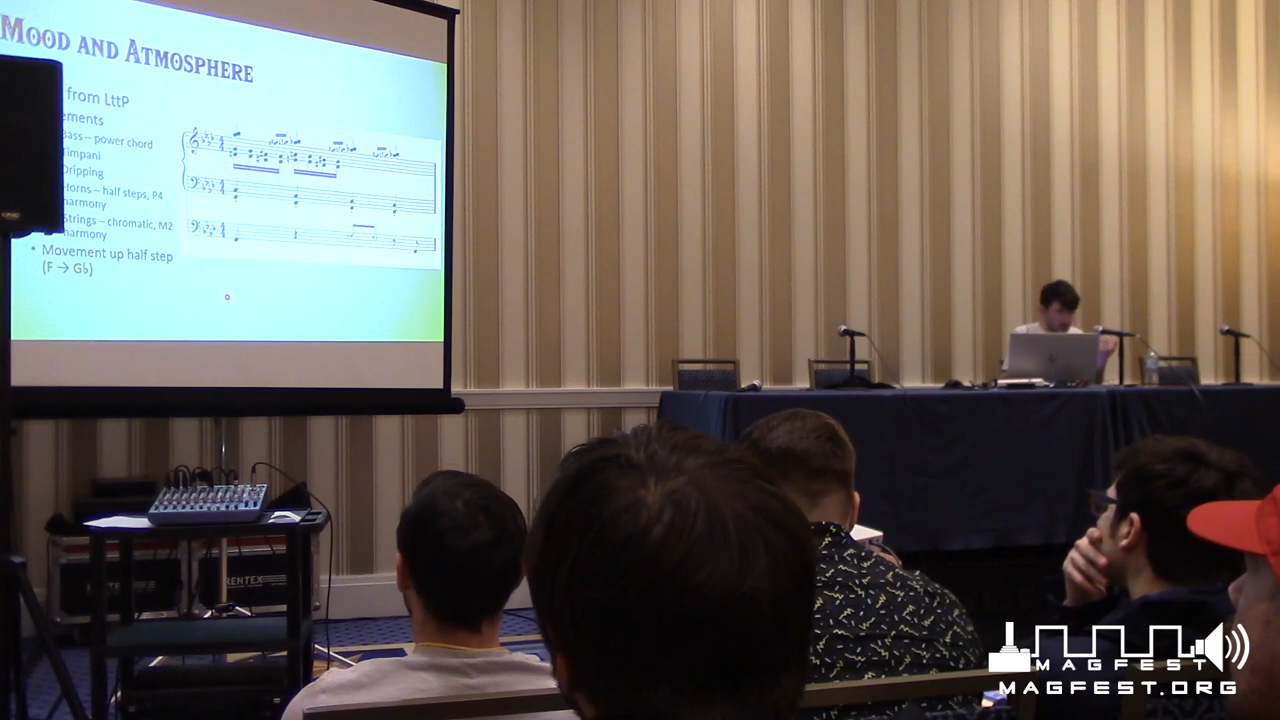 MOOD AND ATMOSPHERE
from LttP
ements
Bass – power chord
Timpani
Dripping
Horns – half steps, P4
harmony
Strings – chromatic, M2
harmony
• Movement up half step
(F → G♭)
RENTEX
MAGFEST
MAGFEST.ORG